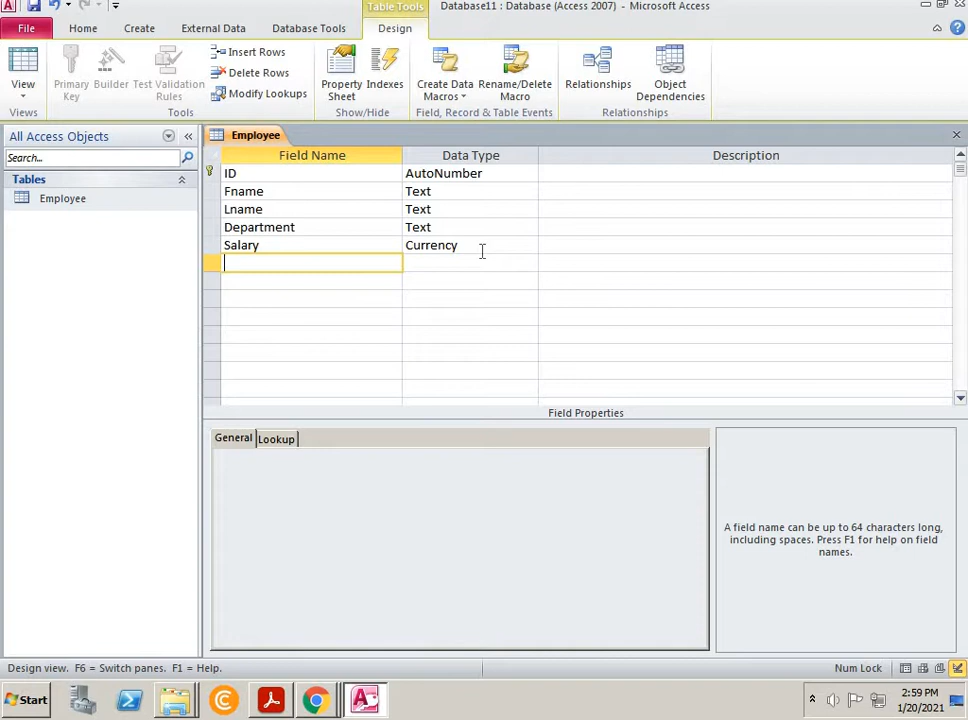 Table Tools
Database11 : Database (Access 2007) - Microsoft Access
File Home Create External Data Database Tools Design
View
Primary Key
Builder
Test Validation Rules
Insert Rows
Delete Rows
Modify Lookups
Property Sheet
Indexes
Create Data Macros
Rename/Delete Macro
Relationships
Object Dependencies
Views
Tools
Show/Hide
Field, Record & Table Events
Relationships
All Access Objects
Search...
Tables
Employee
Employee
Field Name Data Type Description
ID AutoNumber
Fname Text
Lname Text
Department Text
Salary Currency
Field Properties
General Lookup
A field name can be up to 64 characters long,
including spaces. Press F1 for help on field
names.
Design view. F6 = Switch panes. F1 = Help.
Num Lock
Start
2:59 PM
1/20/2021